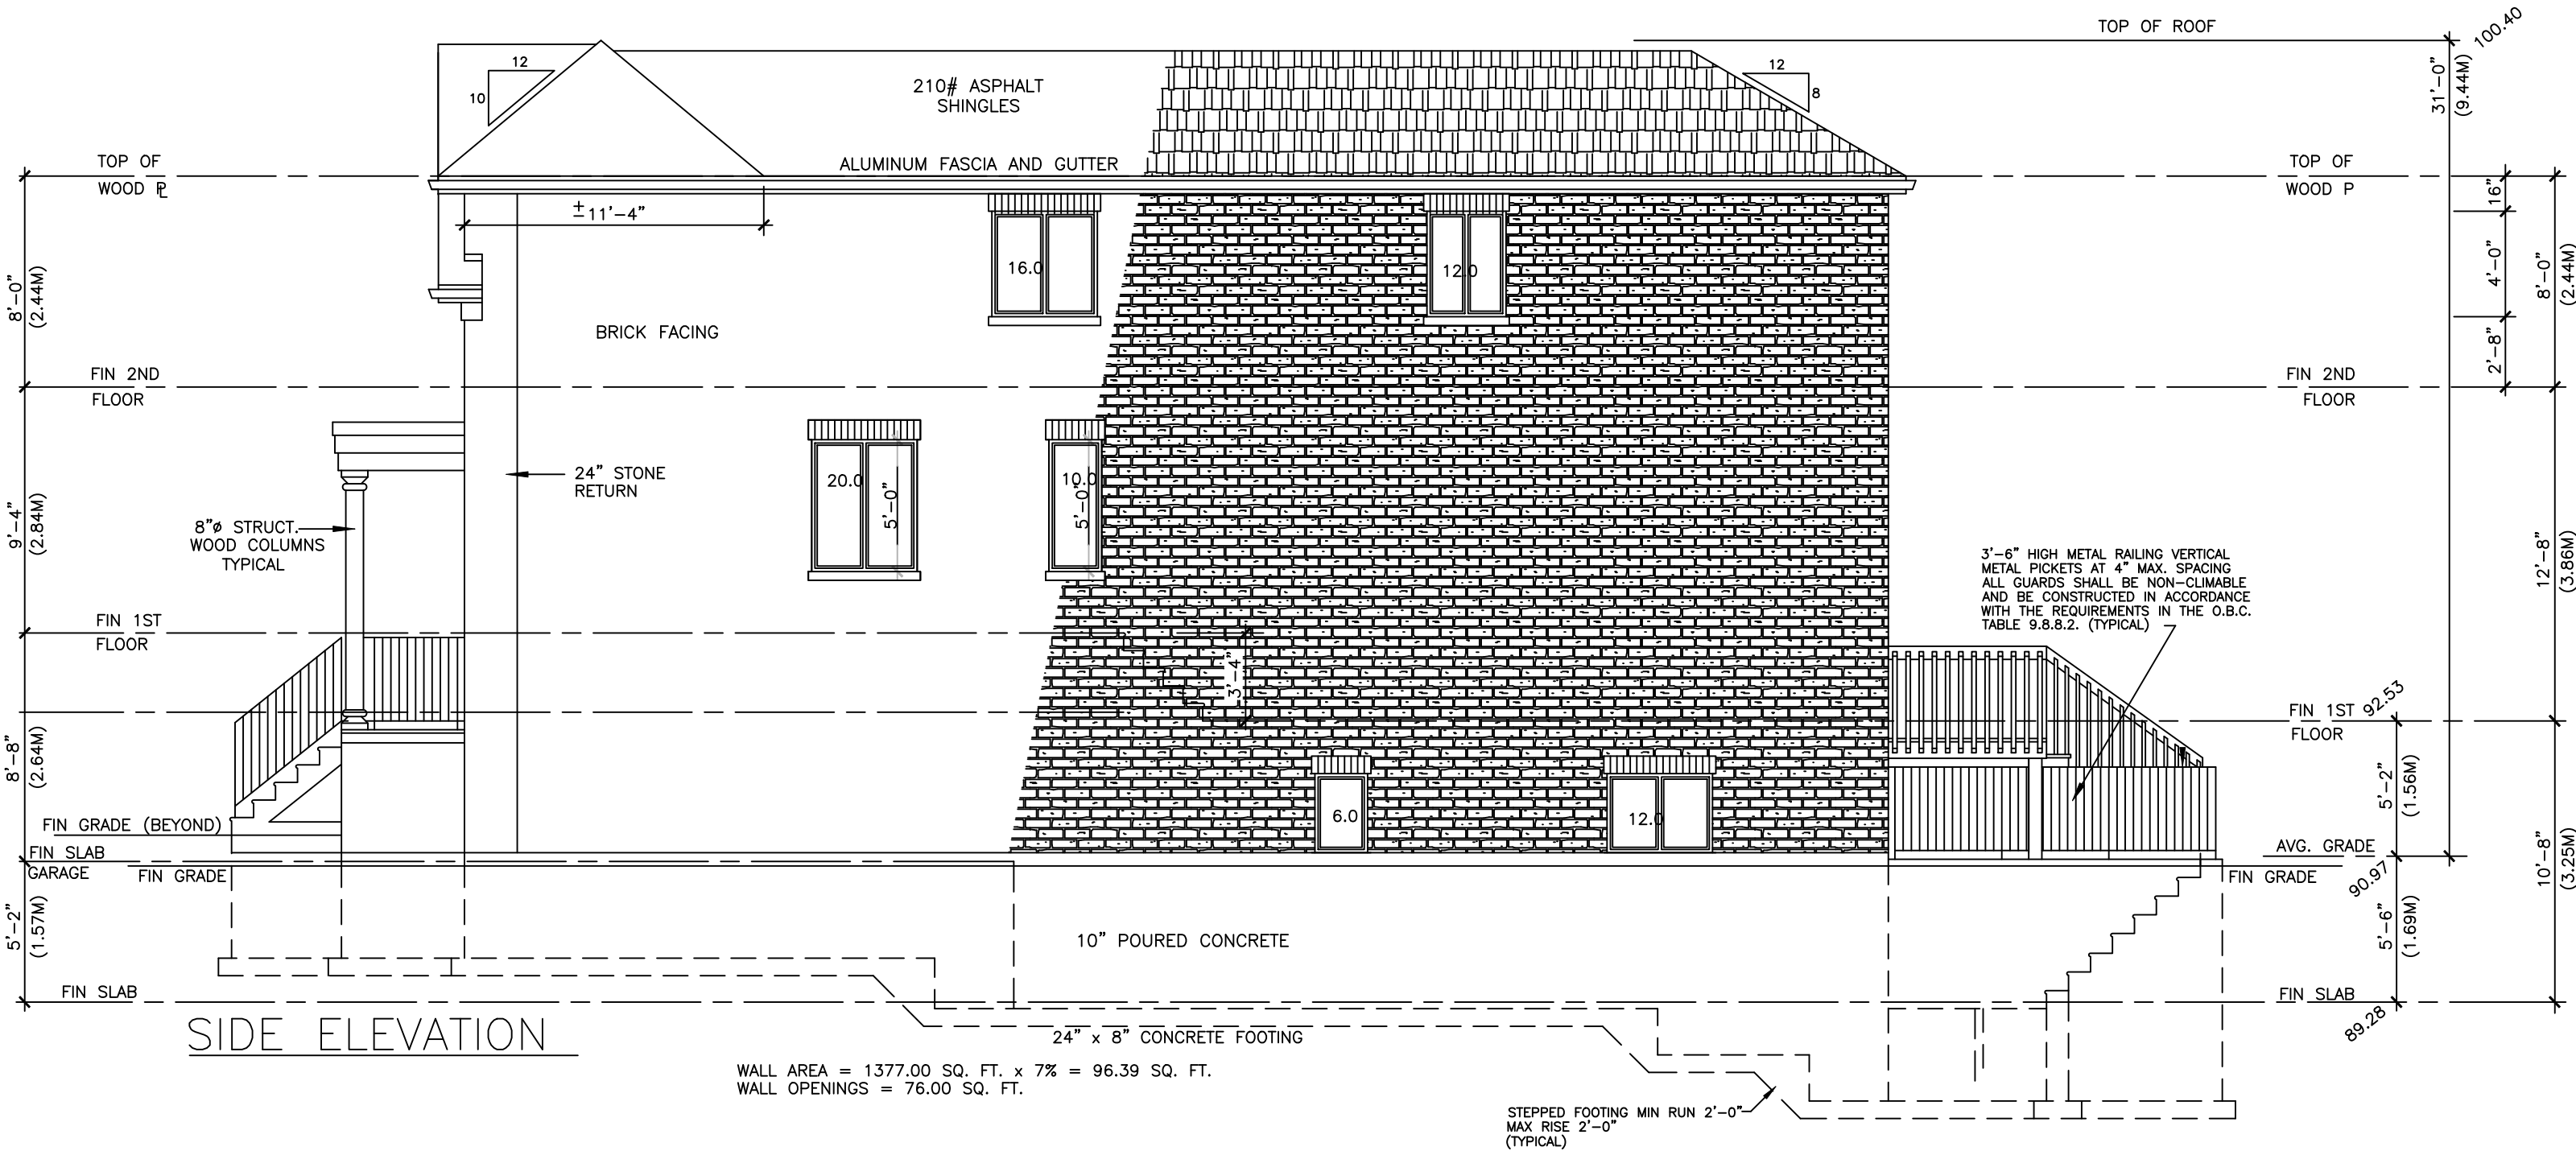 TOP OF ROOF
100.40
31'-0"
(9.44M)
12
10
210# ASPHALT
SHINGLES
12
8
TOP OF
WOOD PL
ALUMINUM FASCIA AND GUTTER
TOP OF
WOOD P
±11'-4"
16"
4'-0"
2'-8"
8'-0"
(2.44M)
8'-0"
(2.44M)
16.0
12.0
BRICK FACING
FIN 2ND
FLOOR
FIN 2ND
FLOOR
9'-4"
(2.84M)
8"ø STRUCT.
WOOD COLUMNS
TYPICAL
24" STONE
RETURN
20.0
5'-0"
10.0
5'-0"
12'-8"
(3.86M)
3'-6" HIGH METAL RAILING VERTICAL
METAL PICKETS AT 4" MAX. SPACING
ALL GUARDS SHALL BE NON-CLIMABLE
AND BE CONSTRUCTED IN ACCORDANCE
WITH THE REQUIREMENTS IN THE O.B.C.
TABLE 9.8.8.2. (TYPICAL)
FIN 1ST
FLOOR
3'-4"
FIN 1ST
FLOOR
92.53
8'-8"
(2.64M)
5'-2"
(1.56M)
6.0
12.0
FIN GRADE (BEYOND)
FIN SLAB
GARAGE
FIN GRADE
AVG. GRADE
FIN GRADE
90.97
10'-8"
(3.25M)
5'-2"
(1.57M)
5'-6"
(1.69M)
10" POURED CONCRETE
FIN SLAB
FIN SLAB
89.28
SIDE ELEVATION
24" x 8" CONCRETE FOOTING
WALL AREA = 1377.00 SQ. FT. x 7% = 96.39 SQ. FT.
WALL OPENINGS = 76.00 SQ. FT.
STEPPED FOOTING MIN RUN 2'-0"
MAX RISE 2'-0"
(TYPICAL)